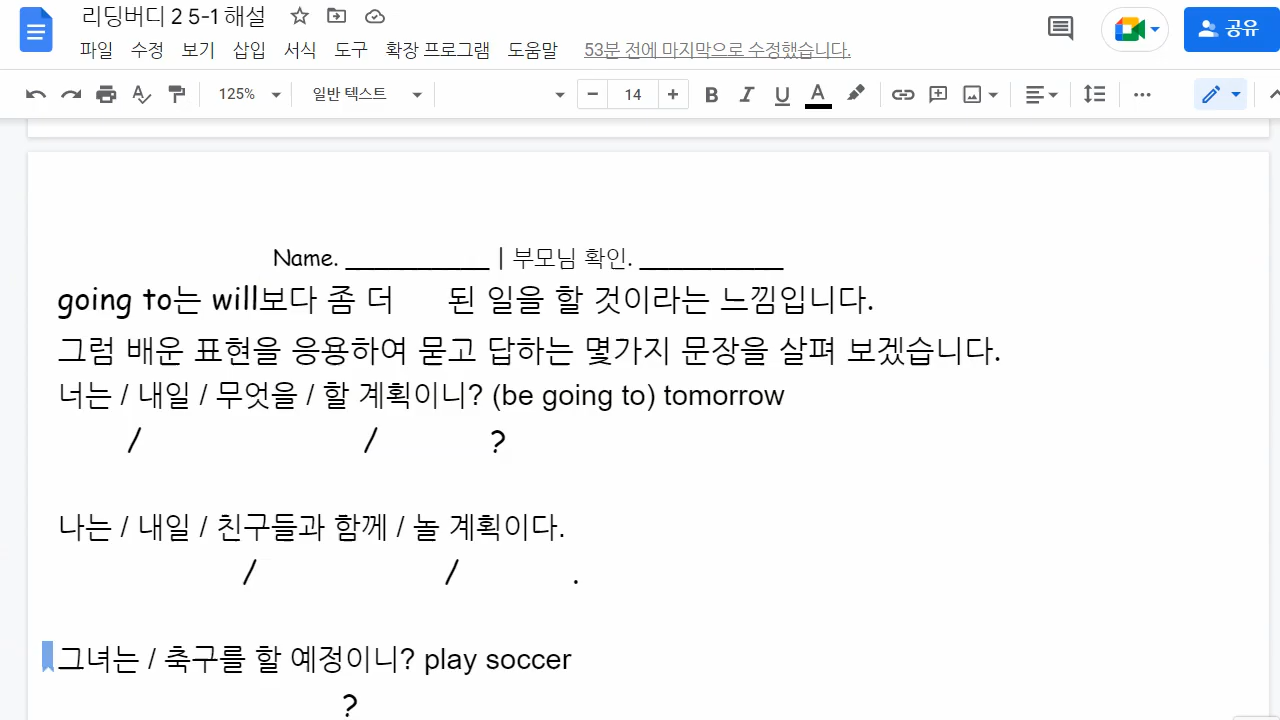 리딩버디 2 5-1 해설
파일 수정 보기 삽입 서식 도구 확장 프로그램 도움말 53분 전에 마지막으로 수정했습니다.
공유
125% 일반 텍스트 - 14 + B I U A ...
Name. ____________ | 부모님 확인. ____________
going to는 will보다 좀 더 된 일을 할 것이라는 느낌입니다.
그럼 배운 표현을 응용하여 묻고 답하는 몇가지 문장을 살펴 보겠습니다.
너는 / 내일 / 무엇을 / 할 계획이니? (be going to) tomorrow
/ / ?
나는 / 내일 / 친구들과 함께 / 놀 계획이다.
/ / .
그녀는 / 축구를 할 예정이니? play soccer
?